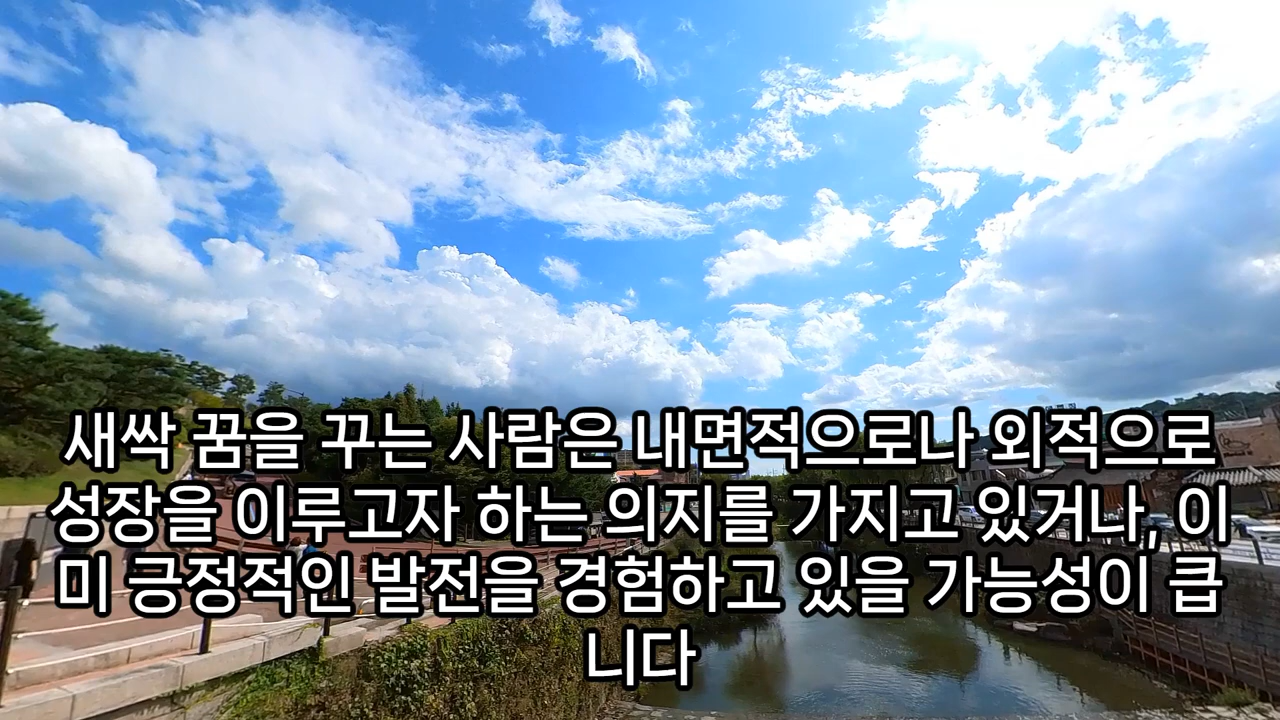 새싹 꿈을 꾸는 사람은 내면적으로나 외적으로
성장을 이루고자 하는 의지를 가지고 있거나, 이
미 긍정적인 발전을 경험하고 있을 가능성이 큽
니다